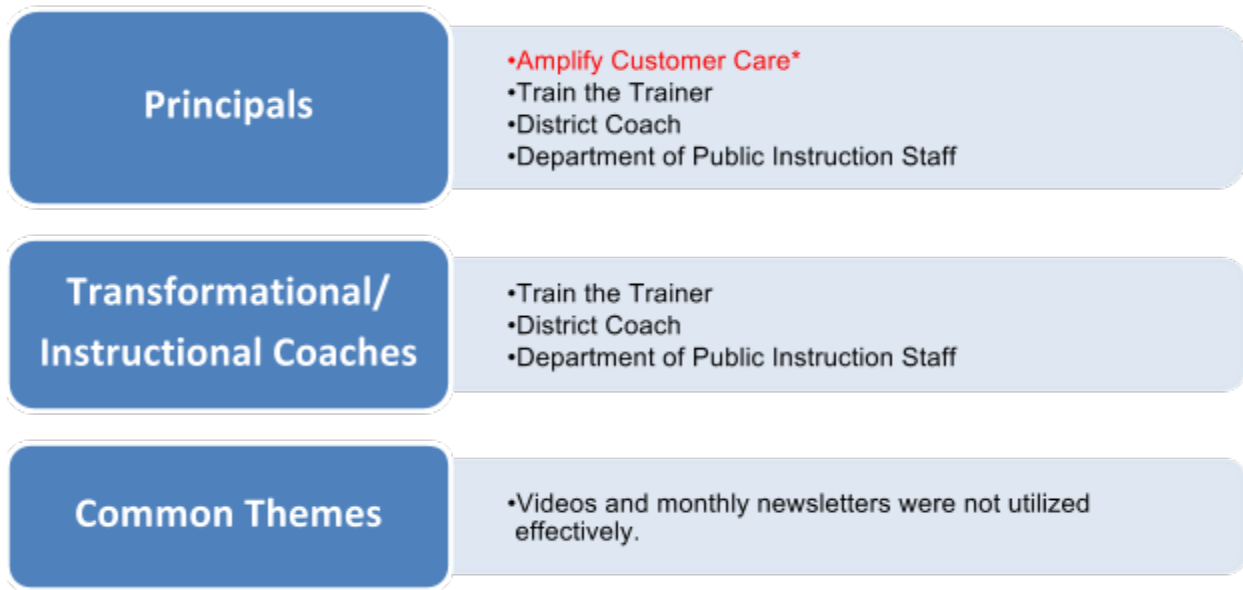 Principals
•Amplify Customer Care*
•Train the Trainer
•District Coach
•Department of Public Instruction Staff
Transformational/
Instructional Coaches
•Train the Trainer
•District Coach
•Department of Public Instruction Staff
Common Themes
•Videos and monthly newsletters were not utilized
effectively.